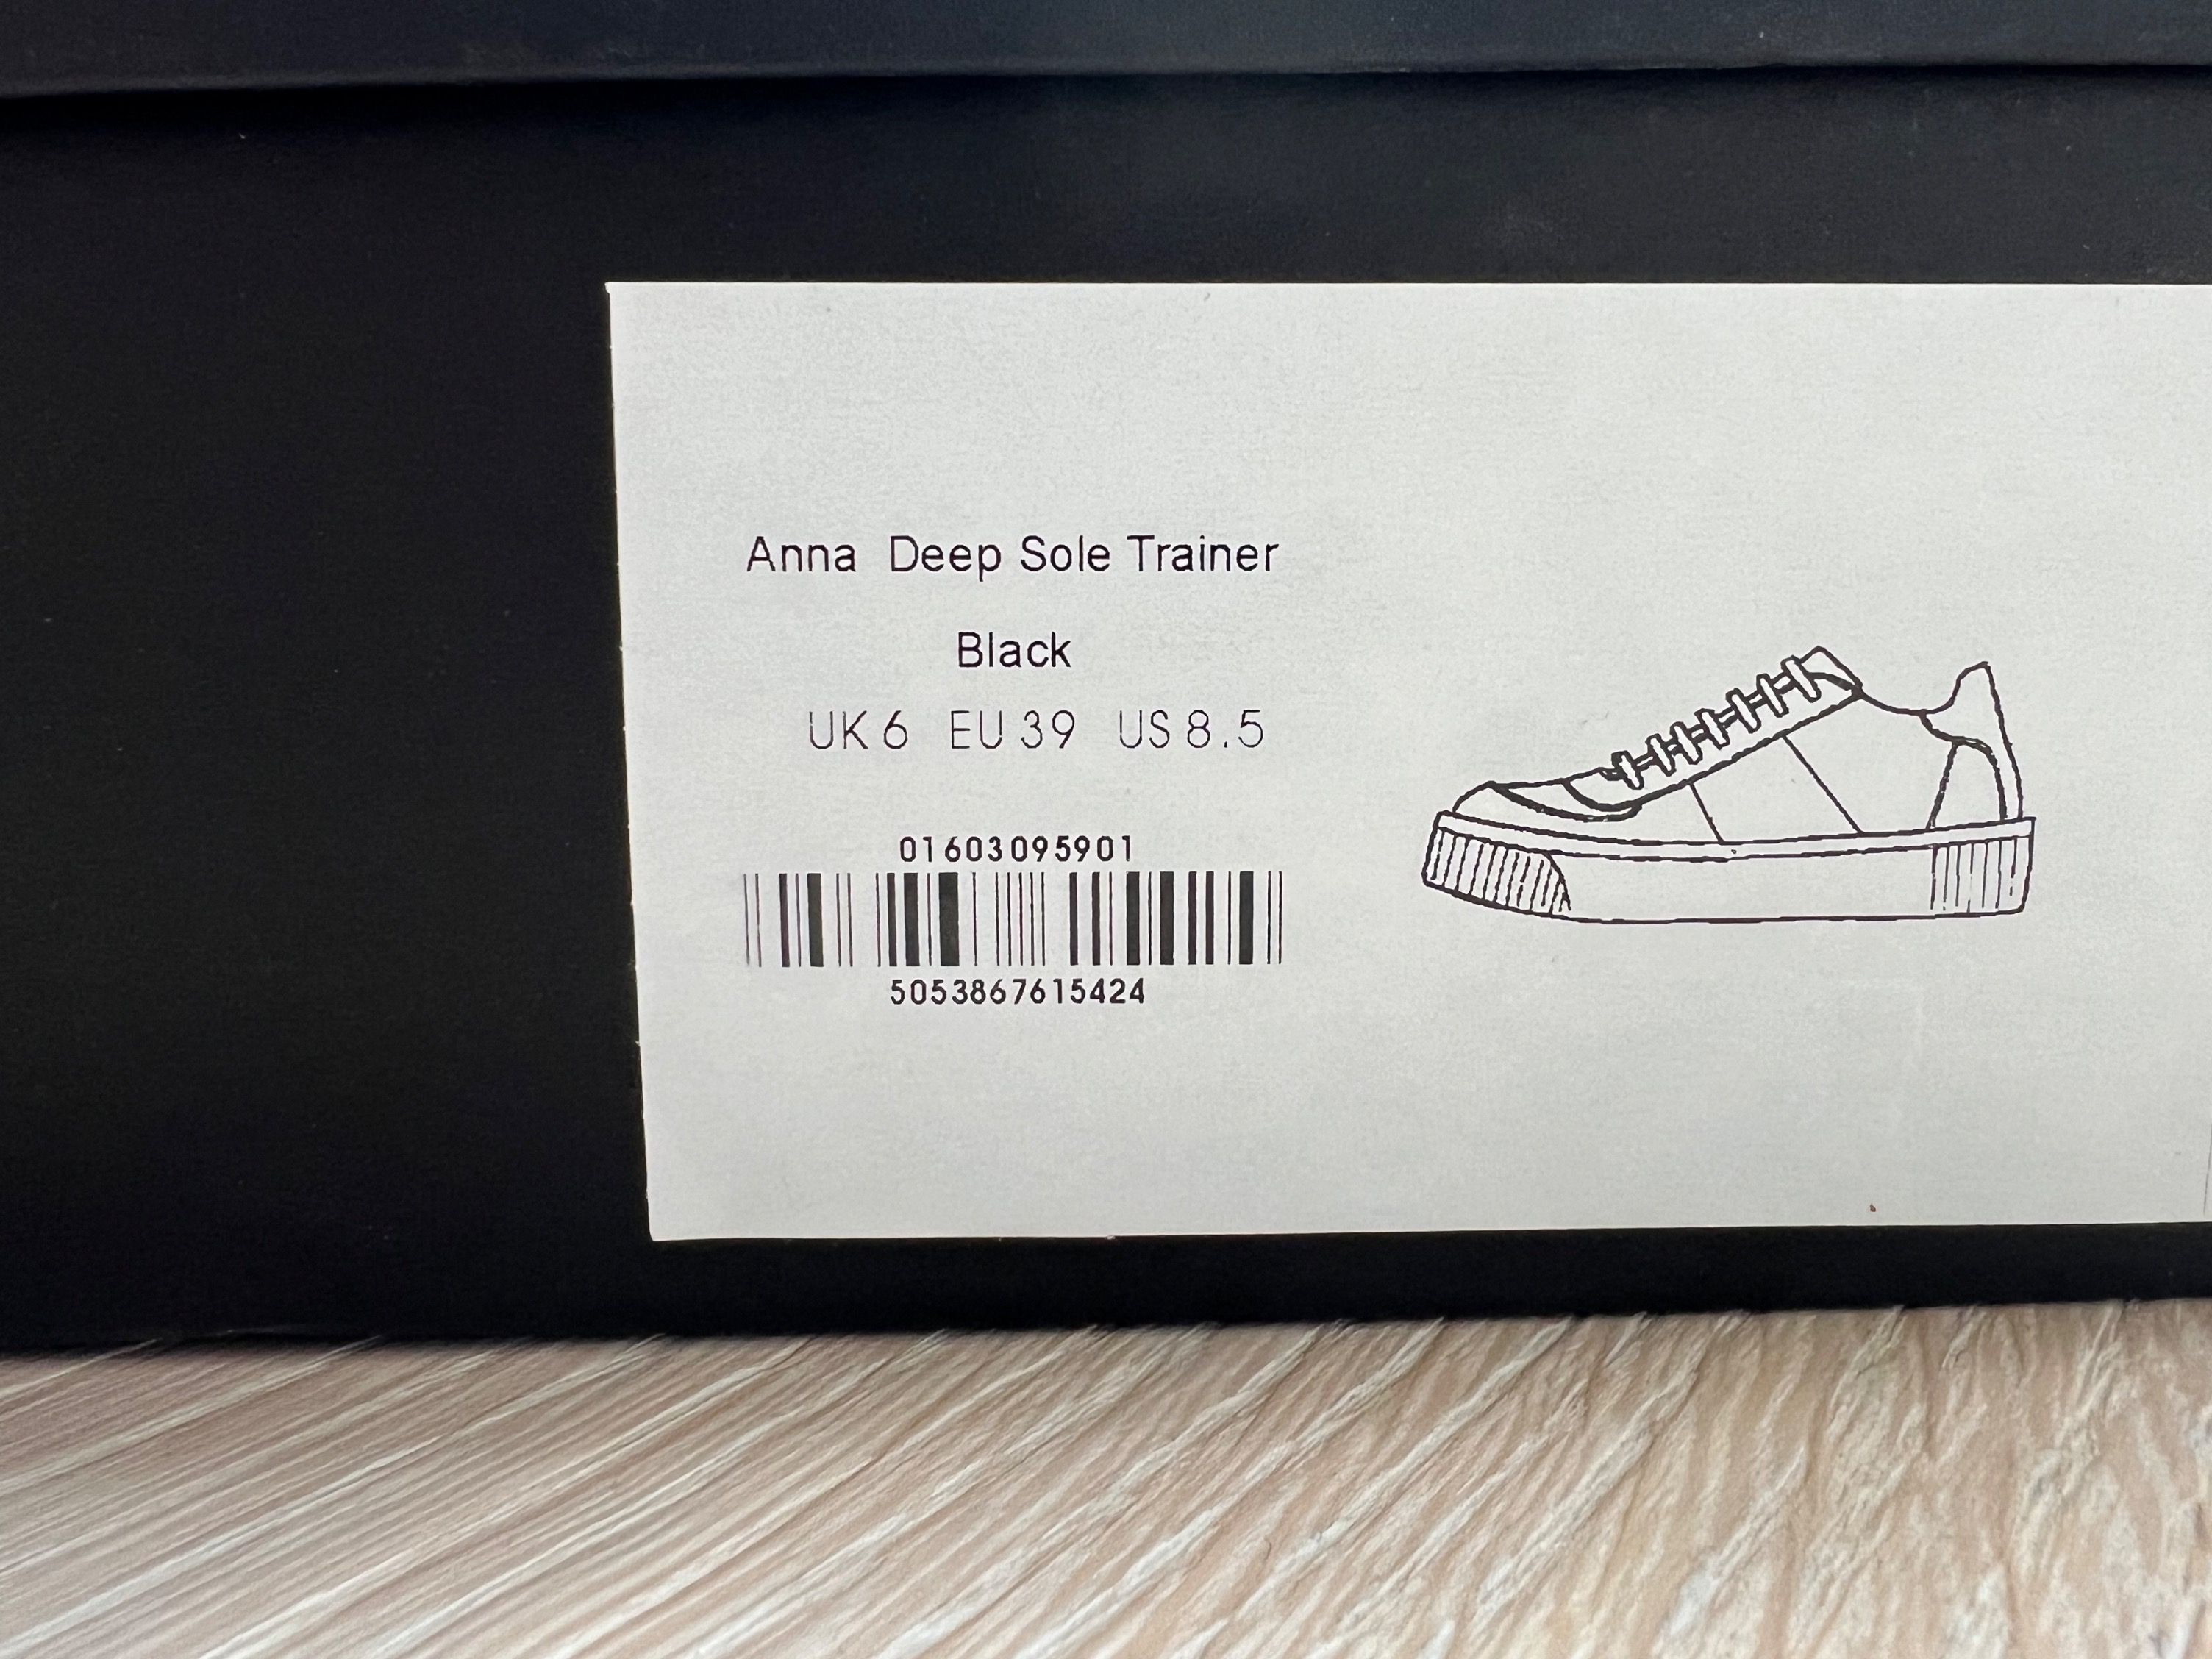 Anna Deep Sole Trainer
Black
UK 6 EU 39 US 8.5
01603095901
5053867615424